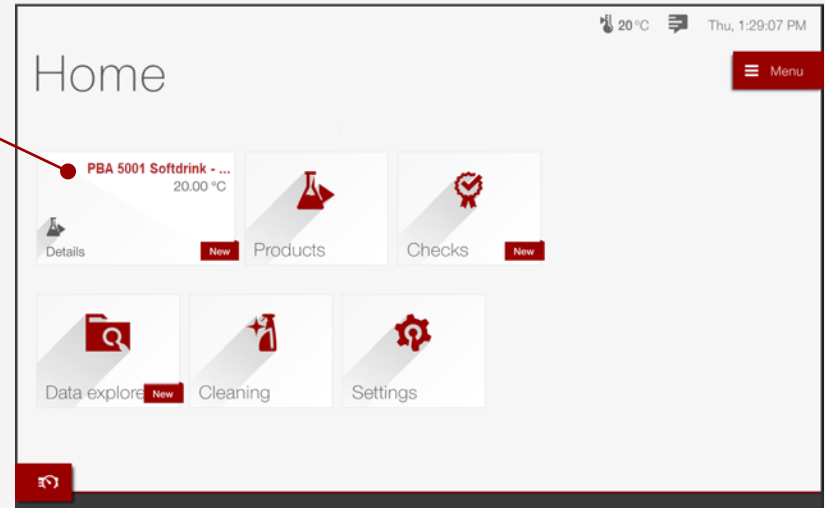 20 °C Thu, 1:29:07 PM
Home
Menu
PBA 5001 Softdrink - ...
20.00 °C
Details New
Products
Checks New
Data explore New
Cleaning
Settings